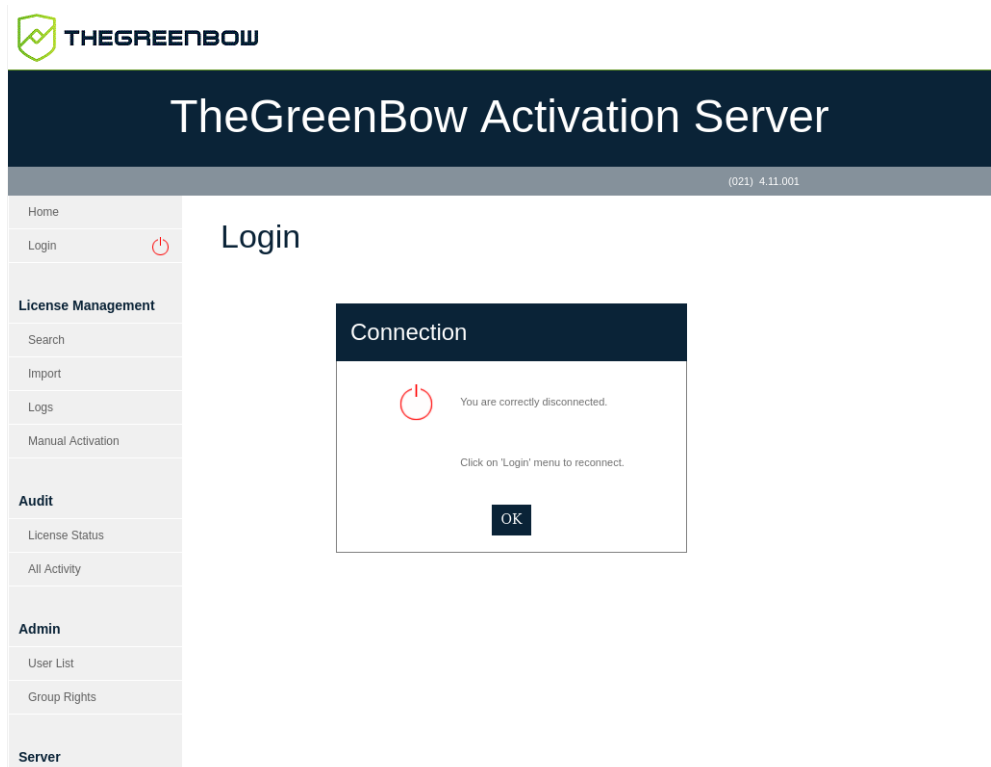 THEGREENBOW
TheGreenBow Activation Server
(021) 4.11.001
Home
Login
License Management
Search
Import
Logs
Manual Activation
Audit
License Status
All Activity
Admin
User List
Group Rights
Server
Login
Connection
You are correctly disconnected.
Click on 'Login' menu to reconnect.
OK